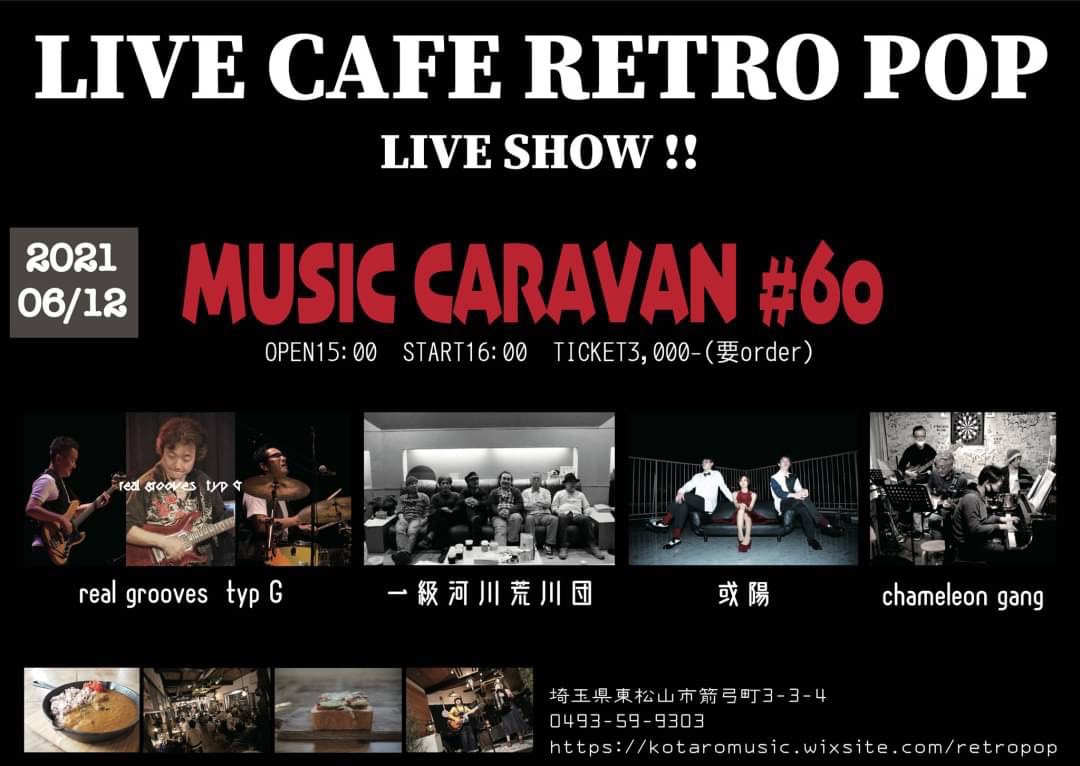 LIVE CAFE RETRO POP
LIVE SHOW !!
2021
06/12
MUSIC CARAVAN #60
OPEN15:00 START16:00 TICKET3,000-(要order)
real grooves typ G
real grooves typ G
一級河川荒川団
或陽
chameleon gang
埼玉県東松山市箭弓町3-3-4
0493-59-9303
https://kotaromusic.wixsite.com/retropop